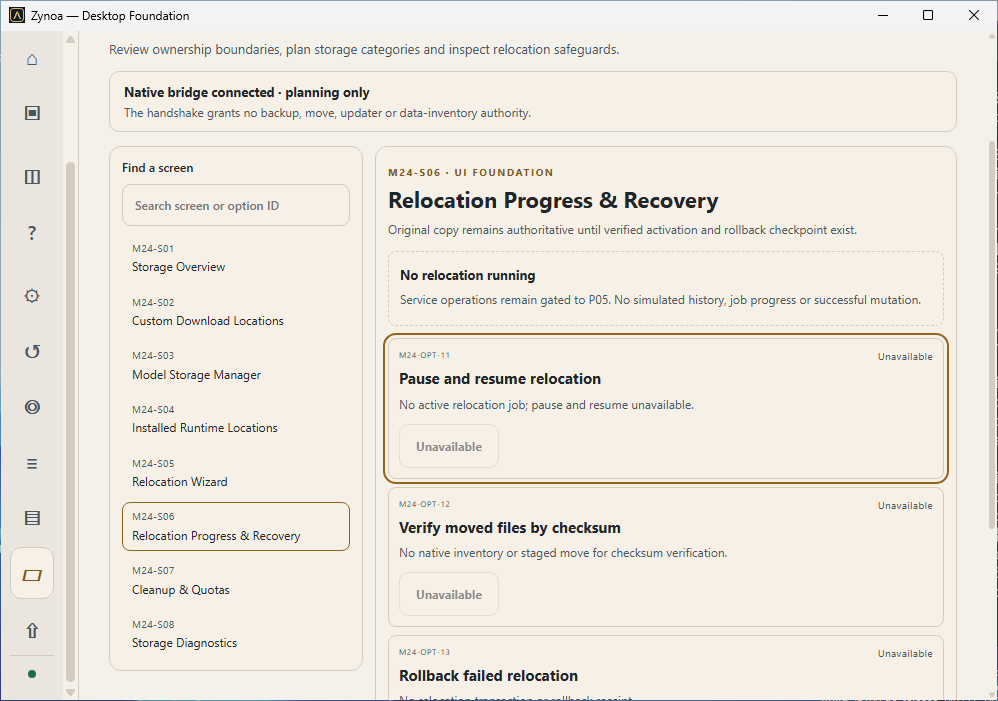 Zynoa — Desktop Foundation
Review ownership boundaries, plan storage categories and inspect relocation safeguards.
Native bridge connected · planning only
The handshake grants no backup, move, updater or data-inventory authority.
Find a screen
Search screen or option ID
M24-S01
Storage Overview
M24-S02
Custom Download Locations
M24-S03
Model Storage Manager
M24-S04
Installed Runtime Locations
M24-S05
Relocation Wizard
M24-S06
Relocation Progress & Recovery
M24-S07
Cleanup & Quotas
M24-S08
Storage Diagnostics
M24-S06 · UI FOUNDATION
Relocation Progress & Recovery
Original copy remains authoritative until verified activation and rollback checkpoint exist.
No relocation running
Service operations remain gated to P05. No simulated history, job progress or successful mutation.
M24-OPT-11
Unavailable
Pause and resume relocation
No active relocation job; pause and resume unavailable.
Unavailable
M24-OPT-12
Unavailable
Verify moved files by checksum
No native inventory or staged move for checksum verification.
Unavailable
M24-OPT-13
Unavailable
Rollback failed relocation
No relocation transaction or rollback receipt.